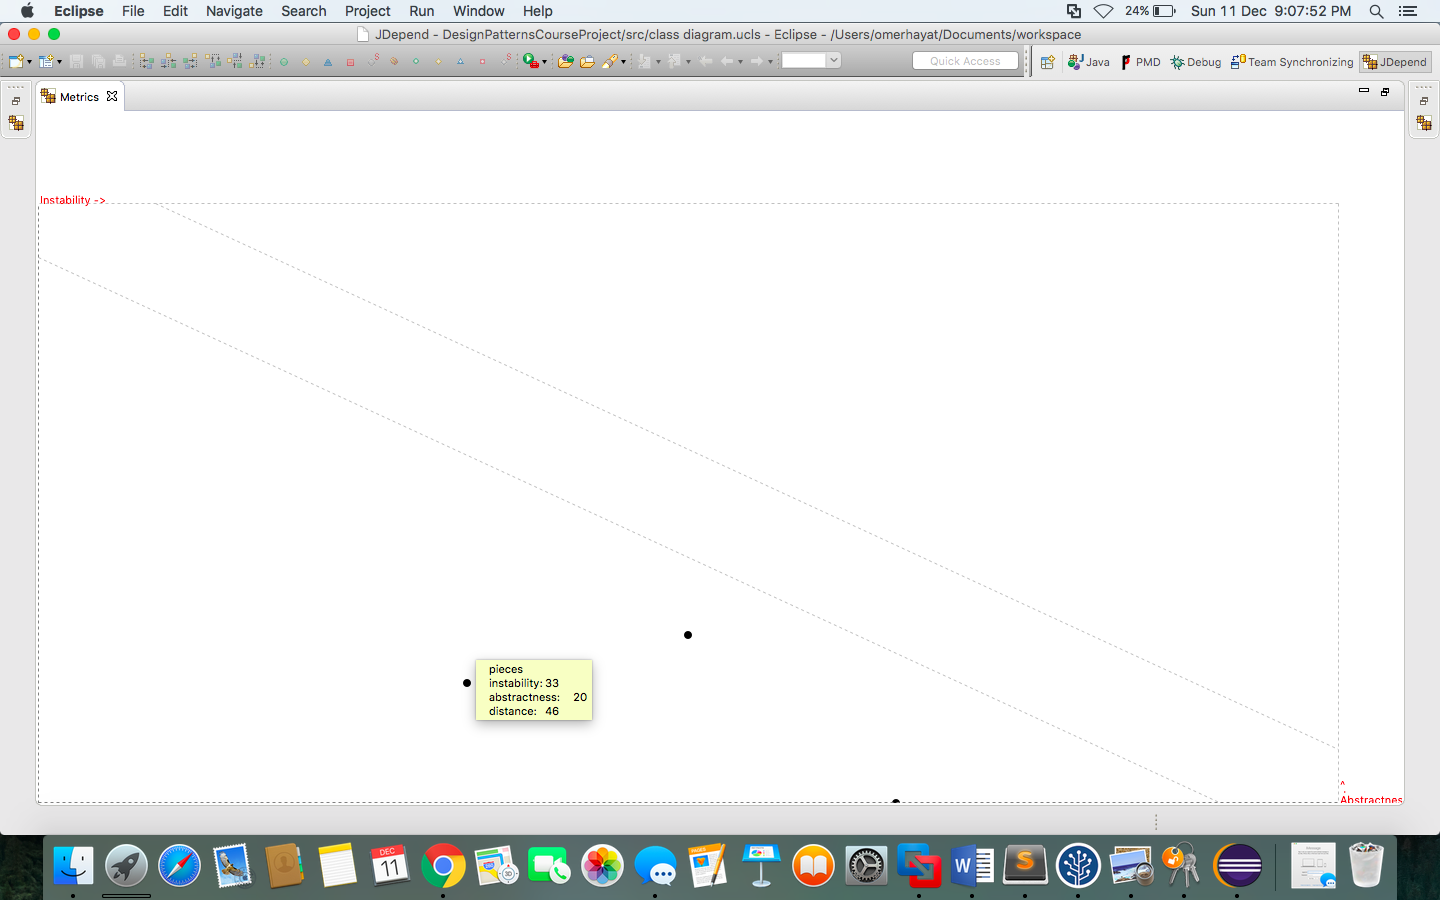 Eclipse File Edit Navigate Search Project Run Window Help 24% Sun 11 Dec 9:07:52 PM
JDepend - DesignPatternsCourseProject/src/class diagram.ucls - Eclipse - /Users/omerhayat/Documents/workspace
Quick Access Java PMD Debug Team Synchronizing JDepend
Metrics
Instability ->
pieces
instability: 33
abstractness: 20
distance: 46
^
Abstractnes
DEC
11
3D
PAGES
W
S